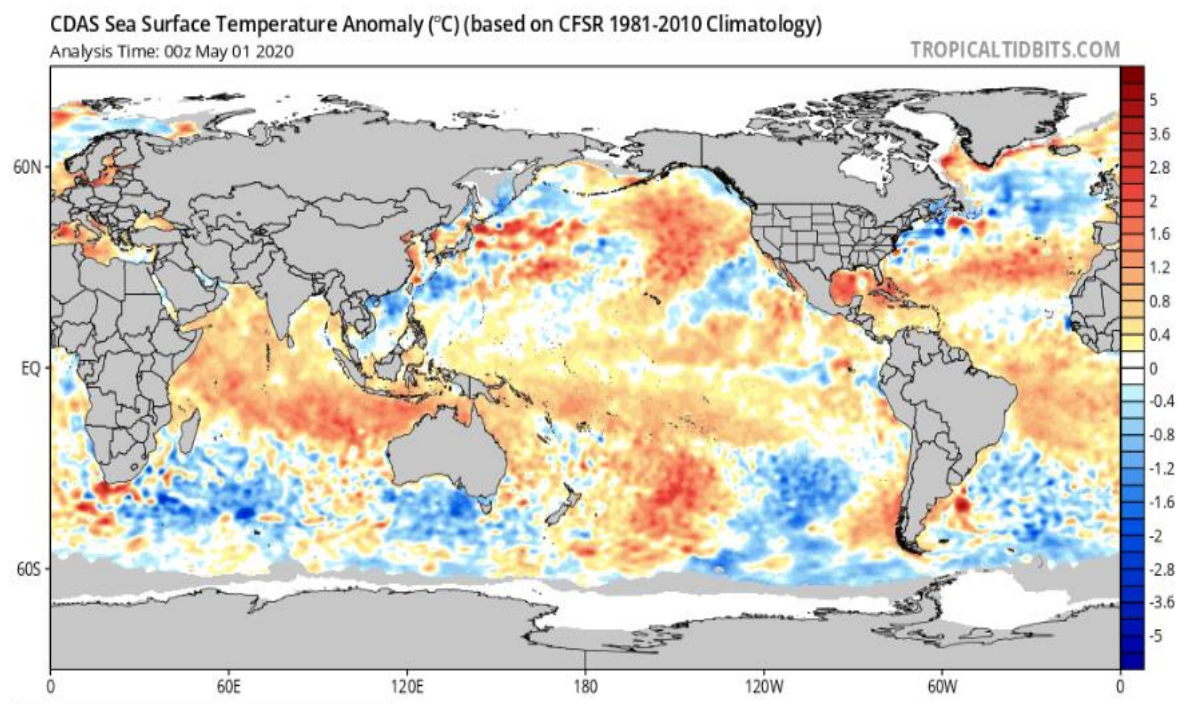 CDAS Sea Surface Temperature Anomaly (°C) (based on CFSR 1981-2010 Climatology)
Analysis Time: 00z May 01 2020
TROPICALTIDBITS.COM
60N
EQ
60S
0
60E
120E
180
120W
60W
0
5
3.6
2.8
2
1.6
1.2
0.8
0.4
0
-0.4
-0.8
-1.2
-1.6
-2
-2.8
-3.6
-5